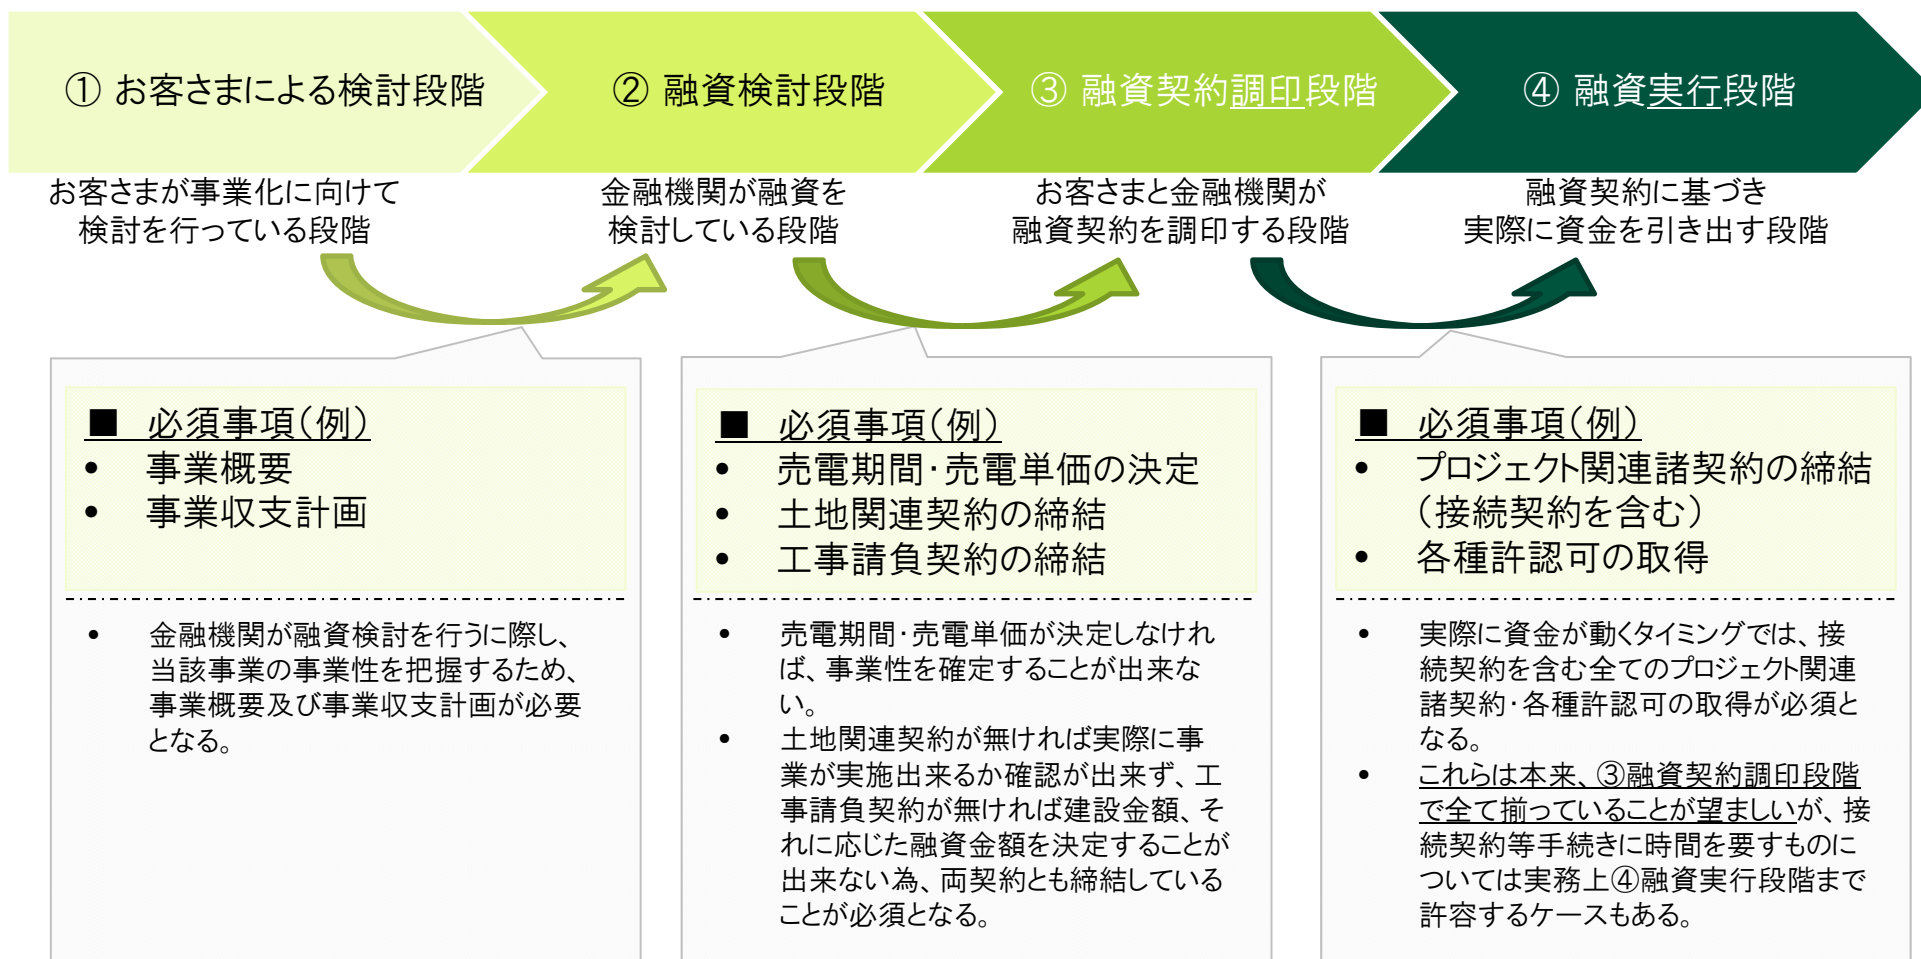 ① お客さまによる検討段階
② 融資検討段階
③ 融資契約調印段階
④ 融資実行段階
お客さまが事業化に向けて
検討を行っている段階
金融機関が融資を
検討している段階
お客さまと金融機関が
融資契約を調印する段階
融資契約に基づき
実際に資金を引き出す段階
■ 必須事項(例)
• 事業概要
• 事業収支計画
• 金融機関が融資検討を行うに際し、
当該事業の事業性を把握するため、
事業概要及び事業収支計画が必要
となる。
■ 必須事項(例)
• 売電期間・売電単価の決定
• 土地関連契約の締結
• 工事請負契約の締結
• 売電期間・売電単価が決定しなけれ
ば、事業性を確定することが出来な
い。
• 土地関連契約が無ければ実際に事
業が実施出来るか確認が出来ず、工
事請負契約が無ければ建設金額、そ
れに応じた融資金額を決定することが
出来ない為、両契約とも締結している
ことが必須となる。
■ 必須事項(例)
• プロジェクト関連諸契約の締結
(接続契約を含む)
• 各種許認可の取得
• 実際に資金が動くタイミングでは、接
続契約を含む全てのプロジェクト関連
諸契約・各種許認可の取得が必須と
なる。
• これらは本来、③融資契約調印段階
で全て揃っていることが望ましいが、接
続契約等手続きに時間を要すものに
ついては実務上④融資実行段階まで
許容するケースもある。